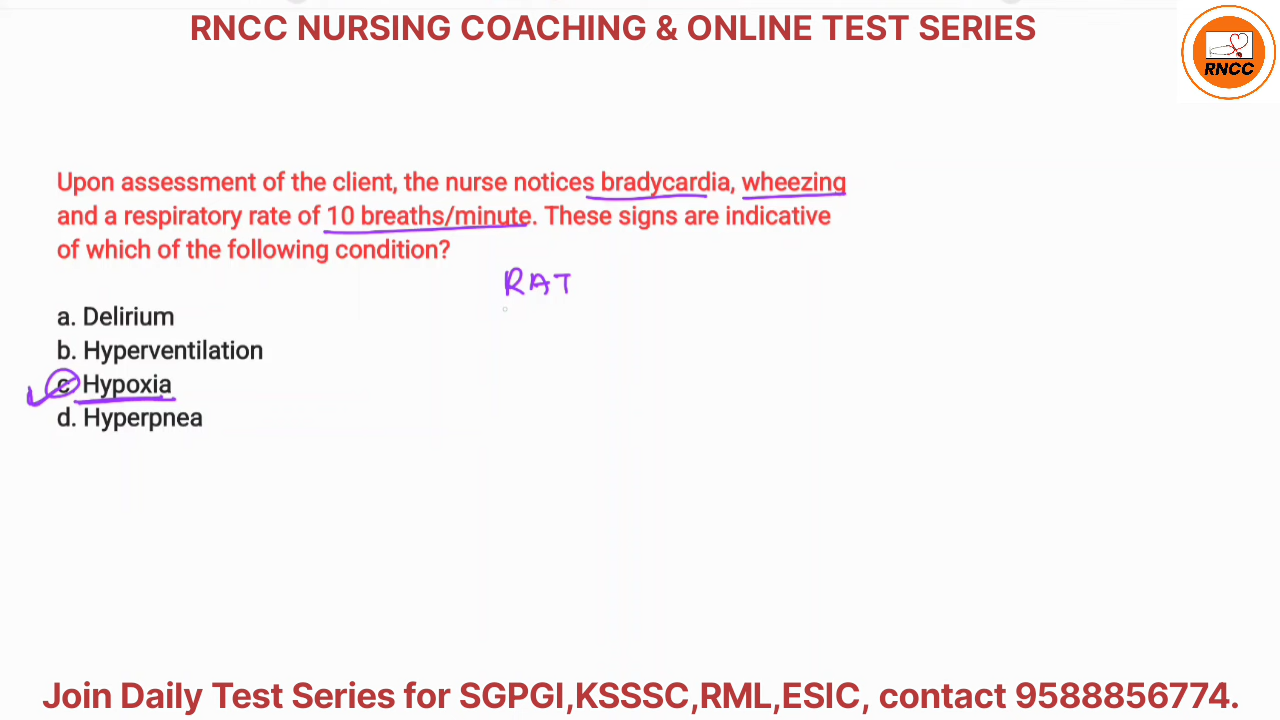 RNCC NURSING COACHING & ONLINE TEST SERIES
RNCC
Upon assessment of the client, the nurse notices bradycardia, wheezing
and a respiratory rate of 10 breaths/minute. These signs are indicative
of which of the following condition?
RAT
a. Delirium
b. Hyperventilation
c. Hypoxia
d. Hyperpnea
Join Daily Test Series for SGPGI,KSSSC,RML,ESIC, contact 9588856774.